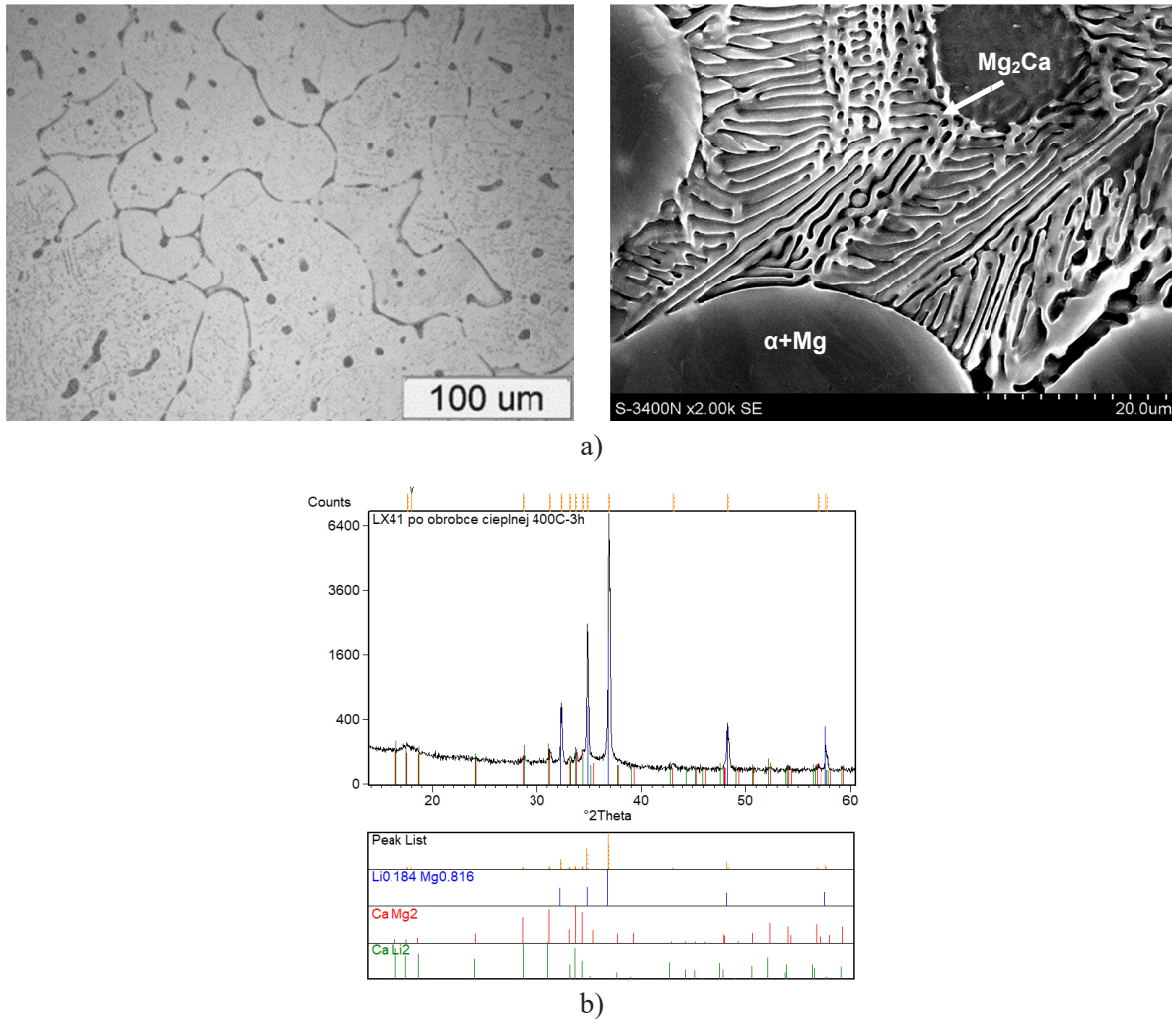 100 um
Mg₂Ca
α+Mg
S-3400N x2.00k SE
20.0um
a)
Counts
LX41 po obrobce cieplnej 400C-3h
6400
3600
1600
400
0
20
30
40
50
60
°2Theta
Peak List
Li0.184 Mg0.816
Ca Mg2
Ca Li2
b)